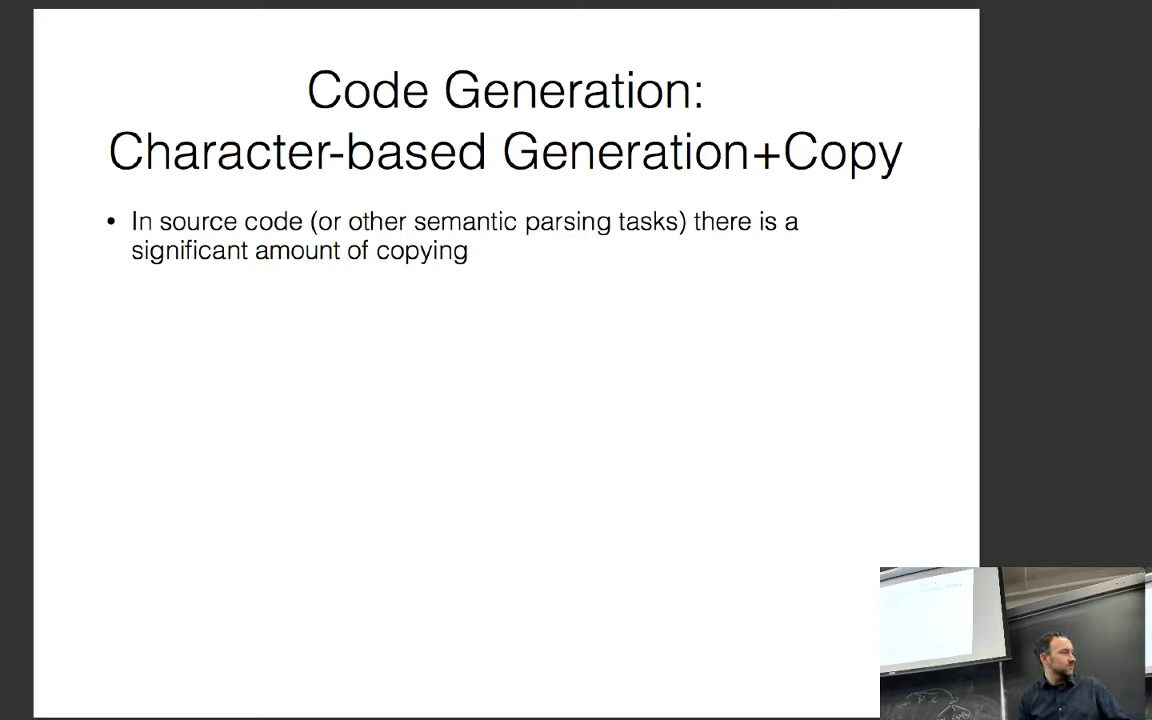 Code Generation:
Character-based Generation+Copy
• In source code (or other semantic parsing tasks) there is a
significant amount of copying